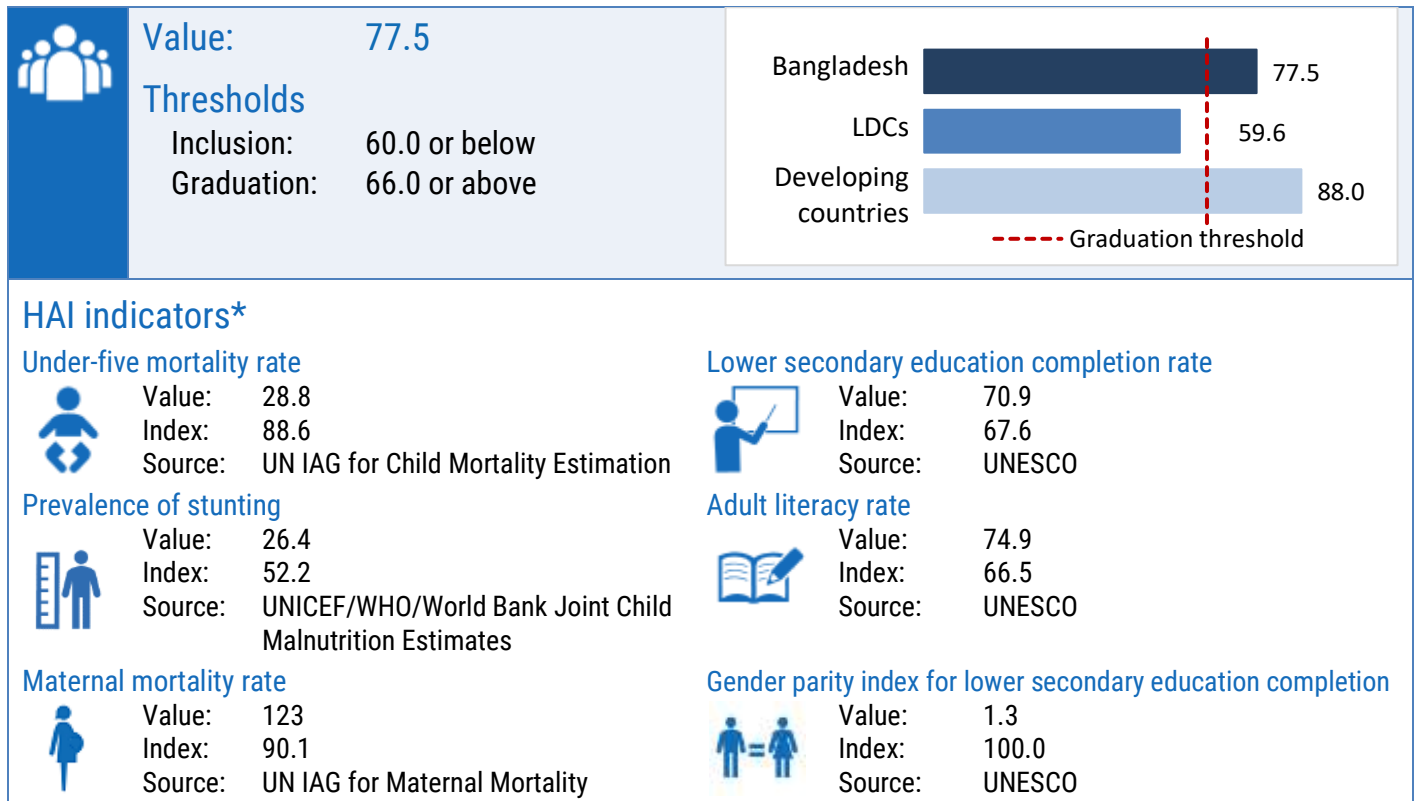 Value: 77.5
Thresholds
Inclusion: 60.0 or below
Graduation: 66.0 or above
Bangladesh 77.5
LDCs 59.6
Developing
countries 88.0
Graduation threshold
HAI indicators*
Under-five mortality rate
Value: 28.8
Index: 88.6
Source: UN IAG for Child Mortality Estimation
Prevalence of stunting
Value: 26.4
Index: 52.2
Source: UNICEF/WHO/World Bank Joint Child
Malnutrition Estimates
Maternal mortality rate
Value: 123
Index: 90.1
Source: UN IAG for Maternal Mortality
Lower secondary education completion rate
Value: 70.9
Index: 67.6
Source: UNESCO
Adult literacy rate
Value: 74.9
Index: 66.5
Source: UNESCO
Gender parity index for lower secondary education completion
Value: 1.3
Index: 100.0
Source: UNESCO